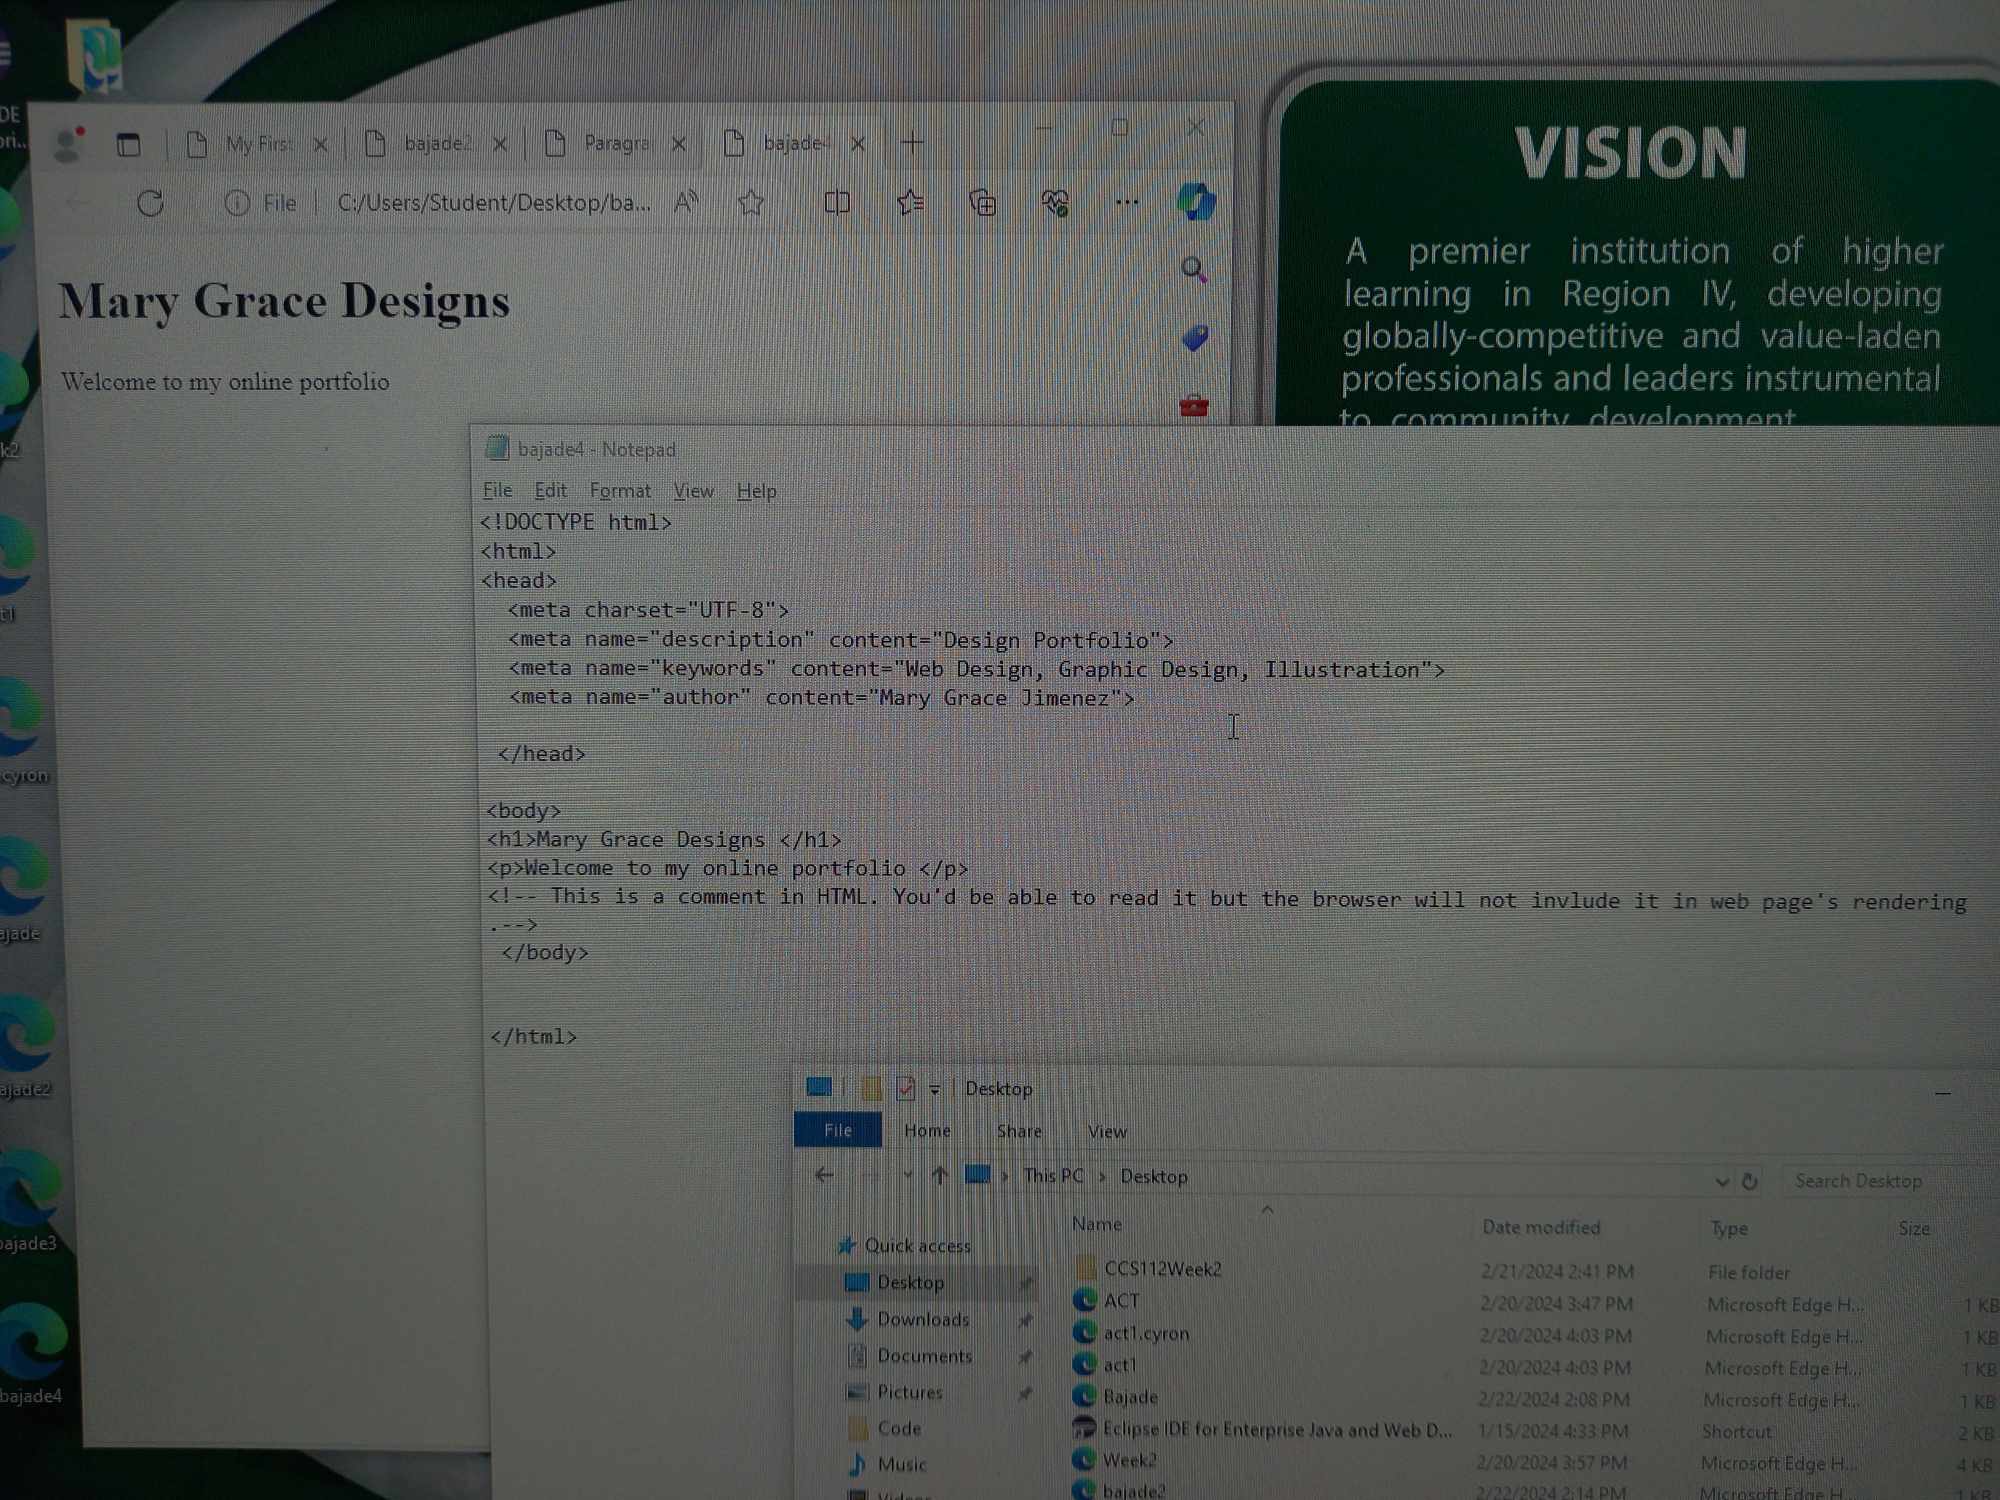 My Firs
bajade2
Paragra
bajade4
File
C:/Users/Student/Desktop/ba...
Mary Grace Designs
Welcome to my online portfolio
VISION
A premier institution of higher
learning in Region IV, developing
globally-competitive and value-laden
professionals and leaders instrumental
to community development
bajade4 - Notepad
File Edit Format View Help
<!DOCTYPE html>
<html>
<head>
<meta charset="UTF-8">
<meta name="description" content="Design Portfolio">
<meta name="keywords" content="Web Design, Graphic Design, Illustration">
<meta name="author" content="Mary Grace Jimenez">
</head>
<body>
<h1>Mary Grace Designs </h1>
<p>Welcome to my online portfolio </p>
<!-- This is a comment in HTML. You'd be able to read it but the browser will not invlude it in web page's rendering
.-->
</body>
</html>
Desktop
File Home Share View
This PC > Desktop
Search Desktop
Name Date modified Type Size
Quick access
Desktop
Downloads
Documents
Pictures
Code
Music
CCS112Week2 2/21/2024 2:41 PM File folder
ACT 2/20/2024 3:47 PM Microsoft Edge H... 1 KB
act1.cyron 2/20/2024 4:03 PM Microsoft Edge H... 1 KB
act1 2/20/2024 4:03 PM Microsoft Edge H... 1 KB
Bajade 2/22/2024 2:08 PM Microsoft Edge H... 1 KB
Eclipse IDE for Enterprise Java and Web D... 1/15/2024 4:33 PM Shortcut 2 KB
Week2 2/20/2024 3:57 PM Microsoft Edge H... 4 KB
bajade2 2/22/2024 2:14 PM Microsoft Edge H... 1 KB
DE
ori...
k2
cyron
ajade
ajade2
bajade3
bajade4